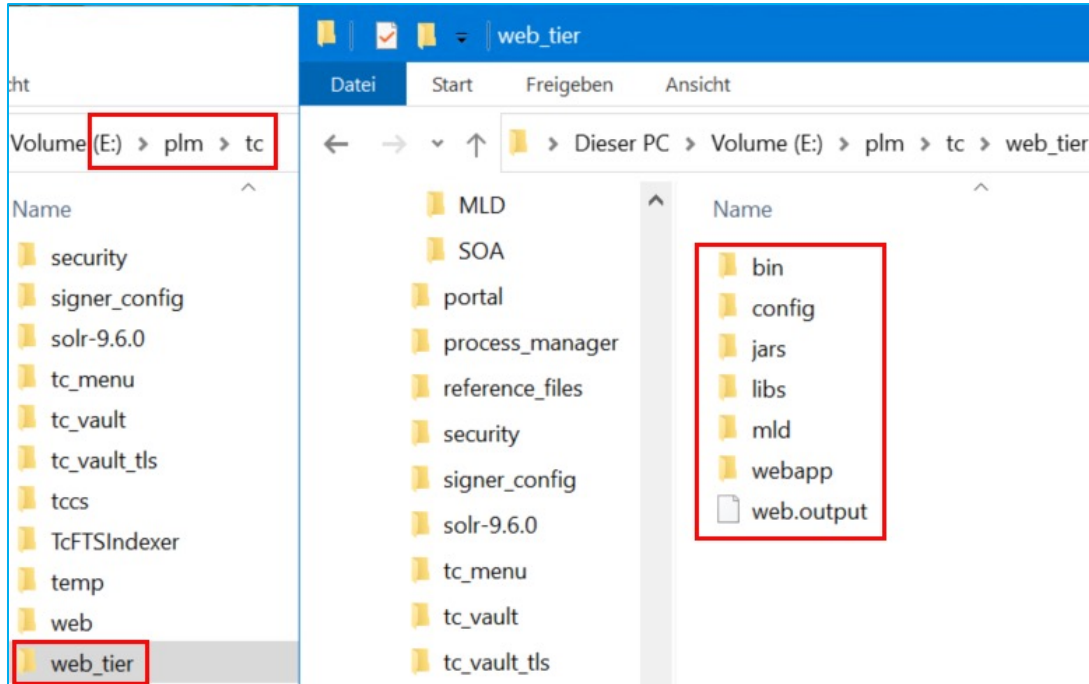 cht
Volume (E:) > plm > tc
Name
security
signer_config
solr-9.6.0
tc_menu
tc_vault
tc_vault_tls
tccs
TcFTSIndexer
temp
web
web_tier
web_tier
Datei Start Freigeben Ansicht
> Dieser PC > Volume (E:) > plm > tc > web_tier
MLD
SOA
portal
process_manager
reference_files
security
signer_config
solr-9.6.0
tc_menu
tc_vault
tc_vault_tls
Name
bin
config
jars
libs
mld
webapp
web.output